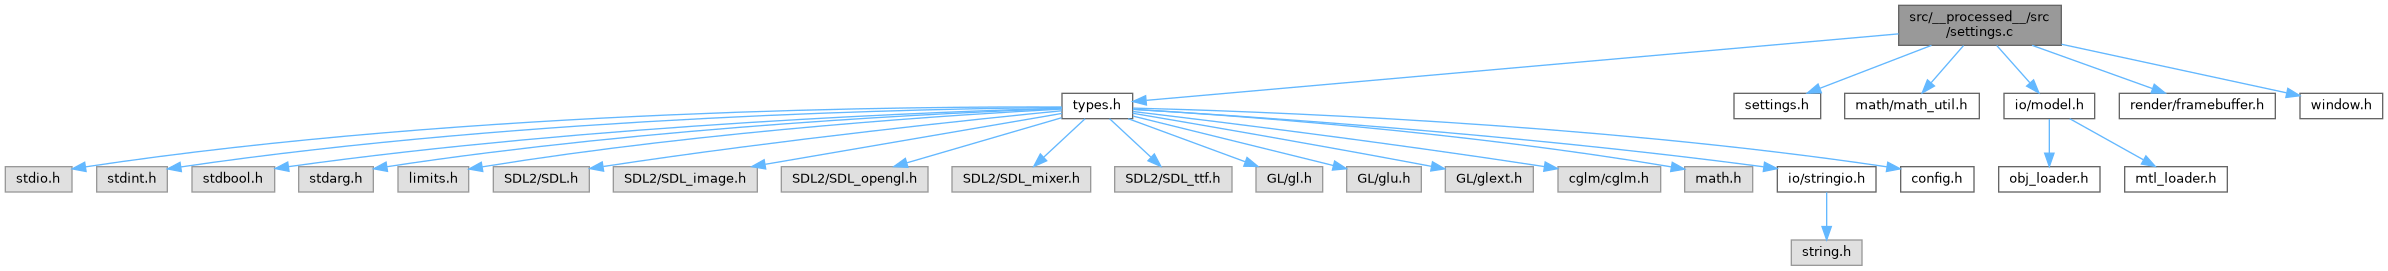 src/__processed__/src
/settings.c
types.h
settings.h
math/math_util.h
io/model.h
render/framebuffer.h
window.h
stdio.h
stdint.h
stdbool.h
stdarg.h
limits.h
SDL2/SDL.h
SDL2/SDL_image.h
SDL2/SDL_opengl.h
SDL2/SDL_mixer.h
SDL2/SDL_ttf.h
GL/gl.h
GL/glu.h
GL/glext.h
cglm/cglm.h
math.h
io/stringio.h
config.h
obj_loader.h
mtl_loader.h
string.h